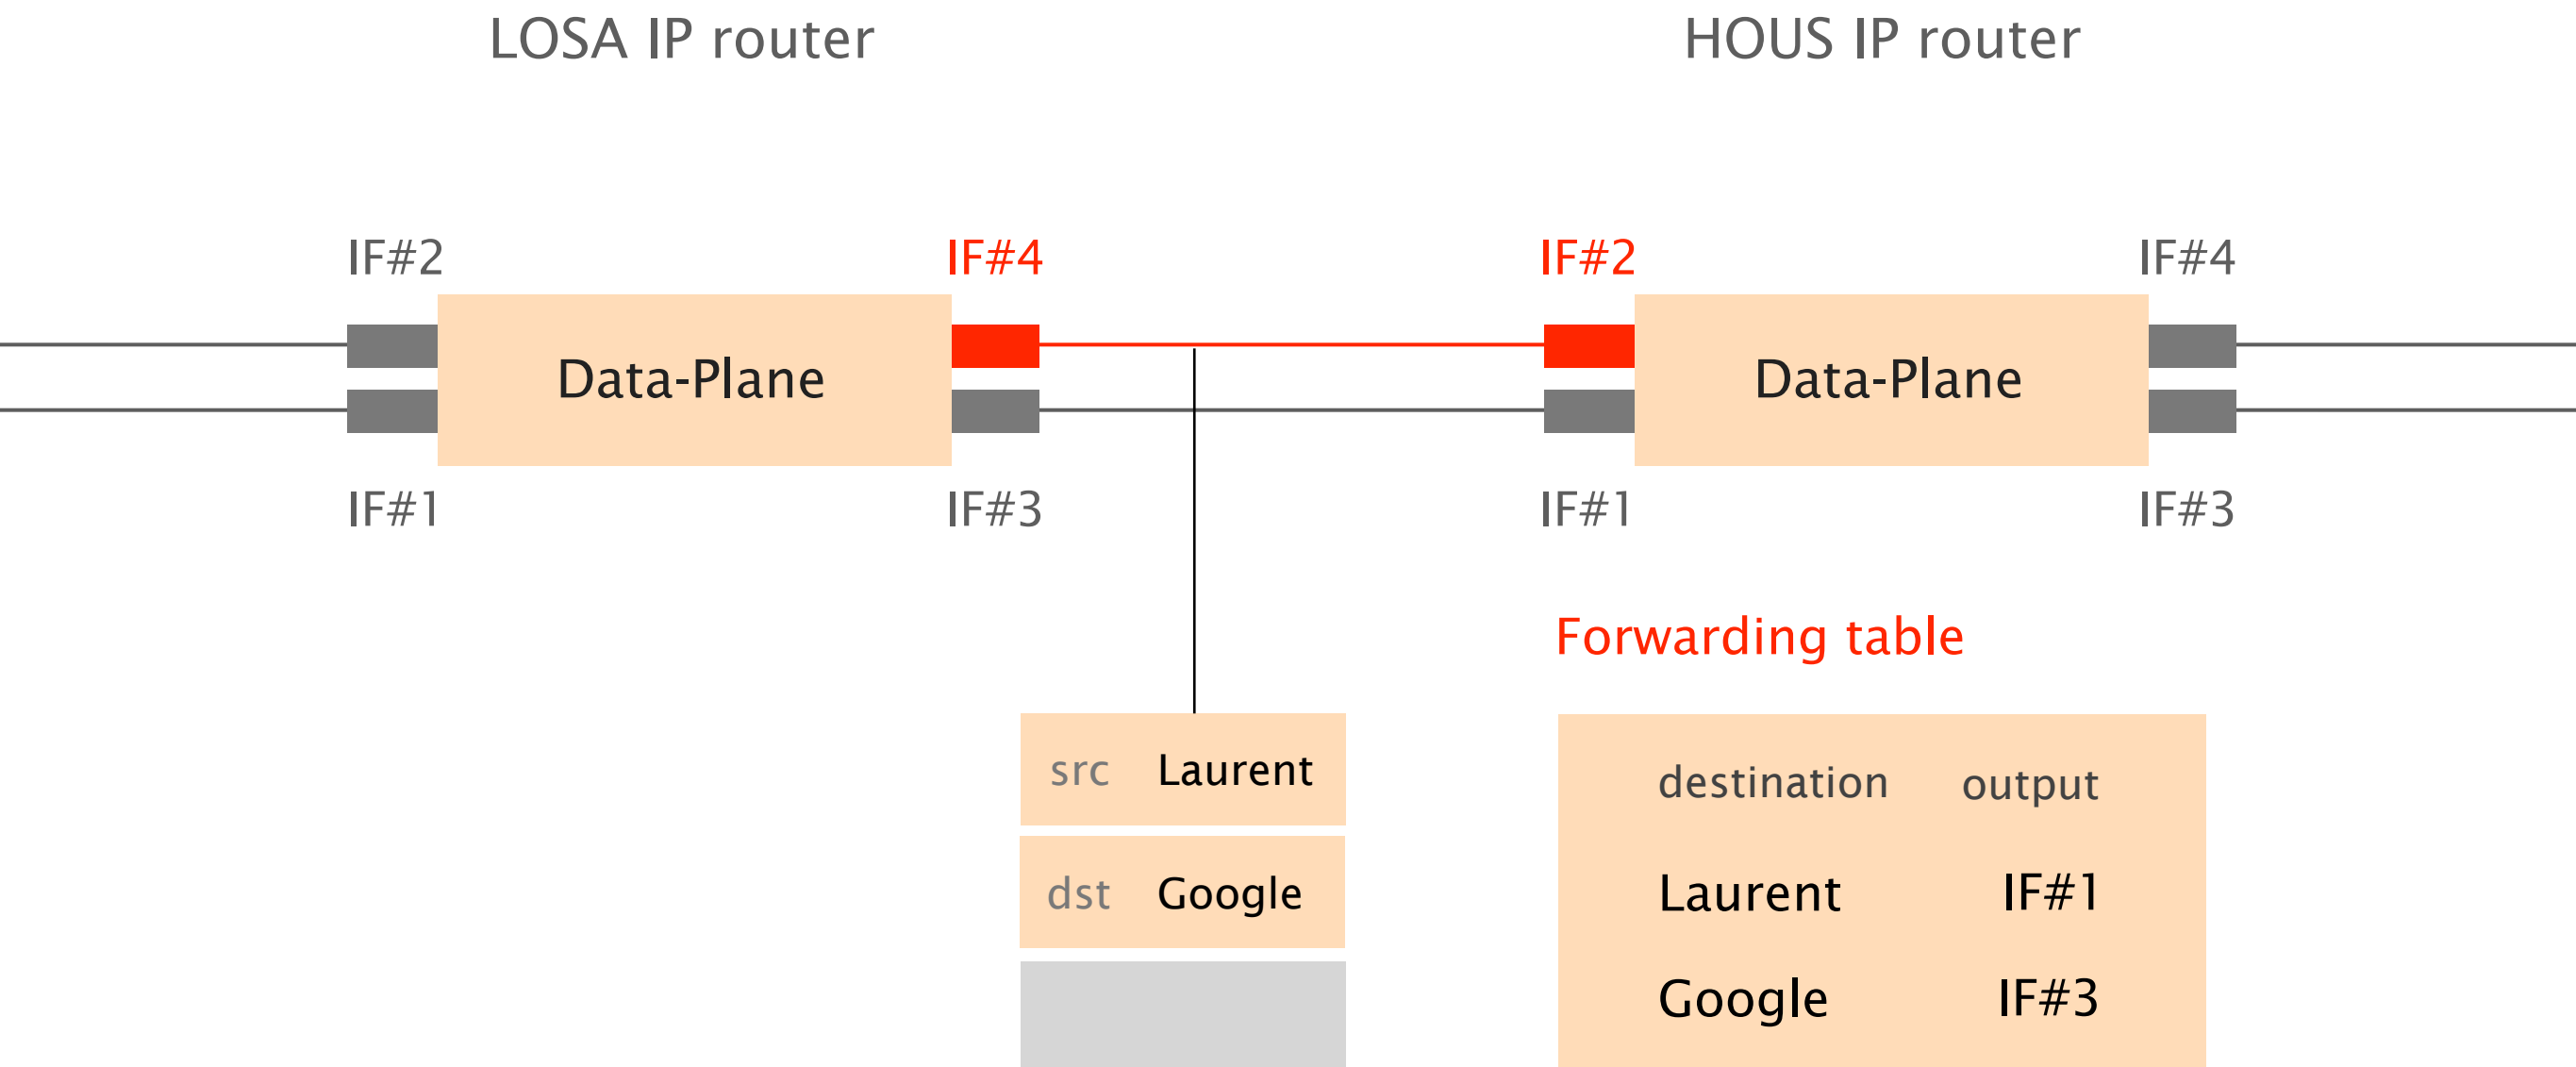 LOSA IP router
HOUS IP router
IF#2
IF#4
IF#2
IF#4
Data-Plane
Data-Plane
IF#1
IF#3
IF#1
IF#3
Forwarding table
src Laurent
dst Google
destination output
Laurent IF#1
Google IF#3